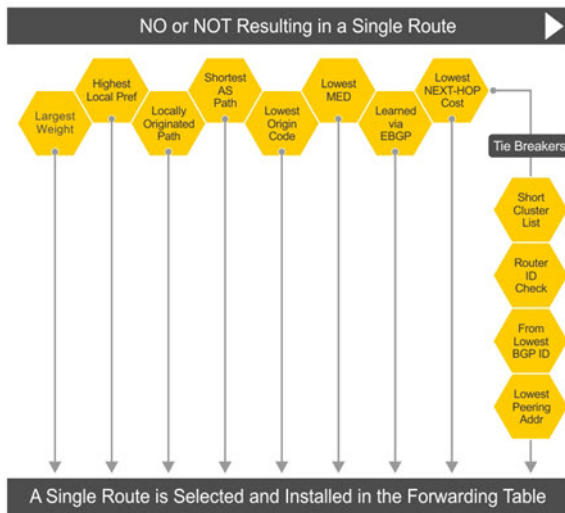 NO or NOT Resulting in a Single Route
Largest
Weight
Highest
Local Pref
Locally
Originated
Path
Shortest
AS
Path
Lowest
Origin
Code
Lowest
MED
Learned
via
EBGP
Lowest
NEXT-HOP
Cost
Tie Breakers
Short
Cluster
List
Router
ID
Check
From
Lowest
BGP ID
Lowest
Peering
Addr
A Single Route is Selected and Installed in the Forwarding Table